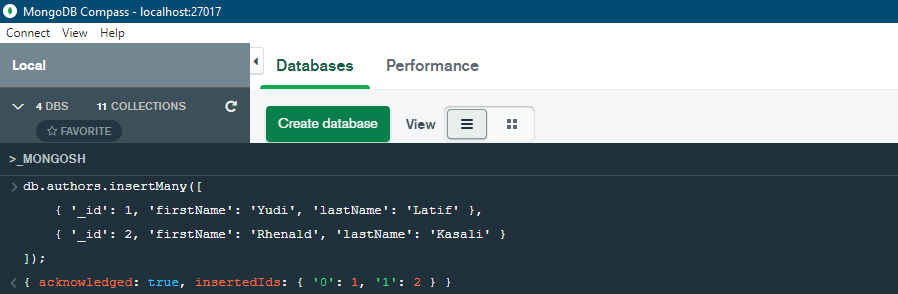 MongoDB Compass - localhost:27017
Connect View Help
Local
Databases Performance
4 DBS 11 COLLECTIONS
FAVORITE
Create database View
>_MONGOSH
> db.authors.insertMany([
{ '_id': 1, 'firstName': 'Yudi', 'lastName': 'Latif' },
{ '_id': 2, 'firstName': 'Rhenald', 'lastName': 'Kasali' }
]);
< { acknowledged: true, insertedIds: { '0': 1, '1': 2 } }